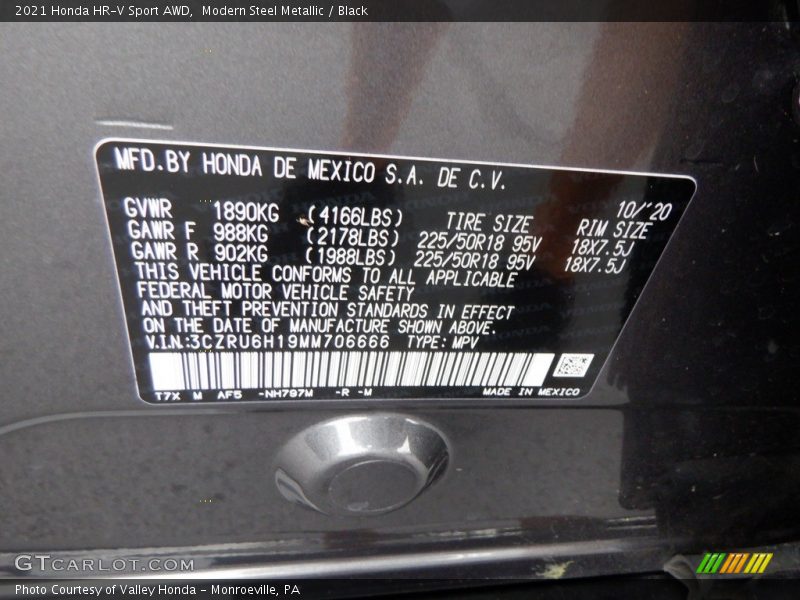 2021 Honda HR-V Sport AWD,  Modern Steel Metallic / Black
MFD.BY HONDA DE MEXICO S.A. DE C.V.
10/'20
GVWR 1890KG (4166LBS) TIRE SIZE RIM SIZE
GAWR F 988KG (2178LBS) 225/50R18 95V 18X7.5J
GAWR R 902KG (1988LBS) 225/50R18 95V 18X7.5J
THIS VEHICLE CONFORMS TO ALL APPLICABLE
FEDERAL MOTOR VEHICLE SAFETY
AND THEFT PREVENTION STANDARDS IN EFFECT
ON THE DATE OF MANUFACTURE SHOWN ABOVE.
V.I.N.:3CZRU6H19MM706666 TYPE: MPV
T7X M AF5 -NH797M -R -M MADE IN MEXICO
GTCARLOT.COM
Photo Courtesy of Valley Honda - Monroeville, PA